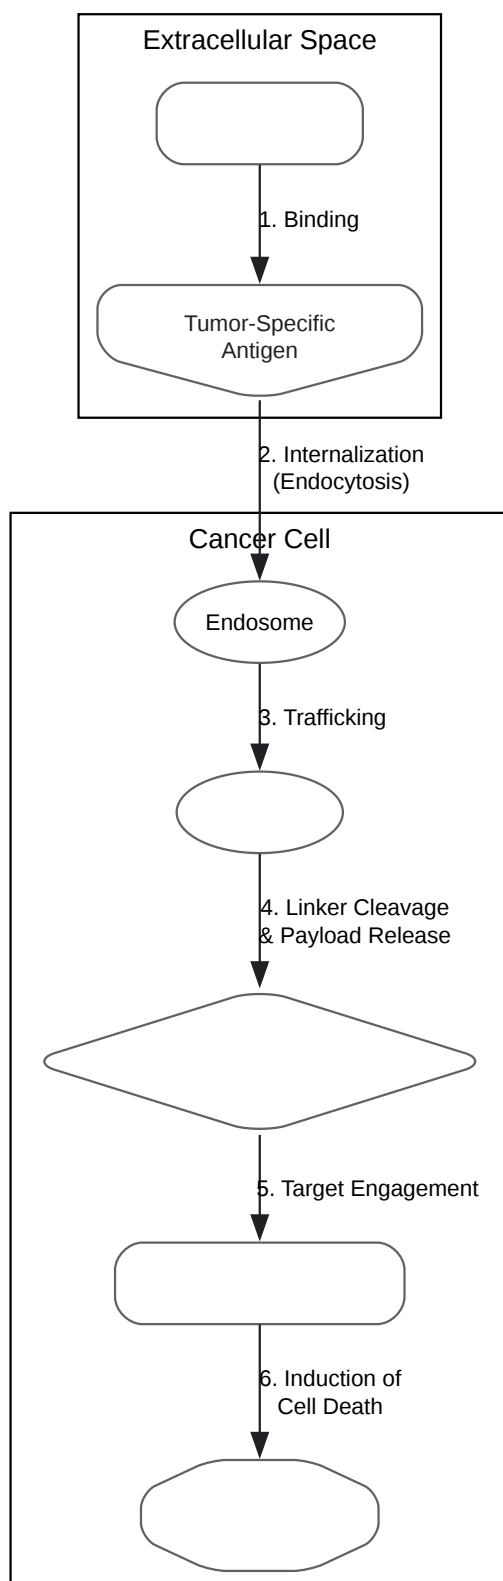 Extracellular Space
1. Binding
Tumor-Specific
Antigen
2. Internalization
(Endocytosis)
Cancer Cell
Endosome
3. Trafficking
4. Linker Cleavage
& Payload Release
5. Target Engagement
6. Induction of
Cell Death